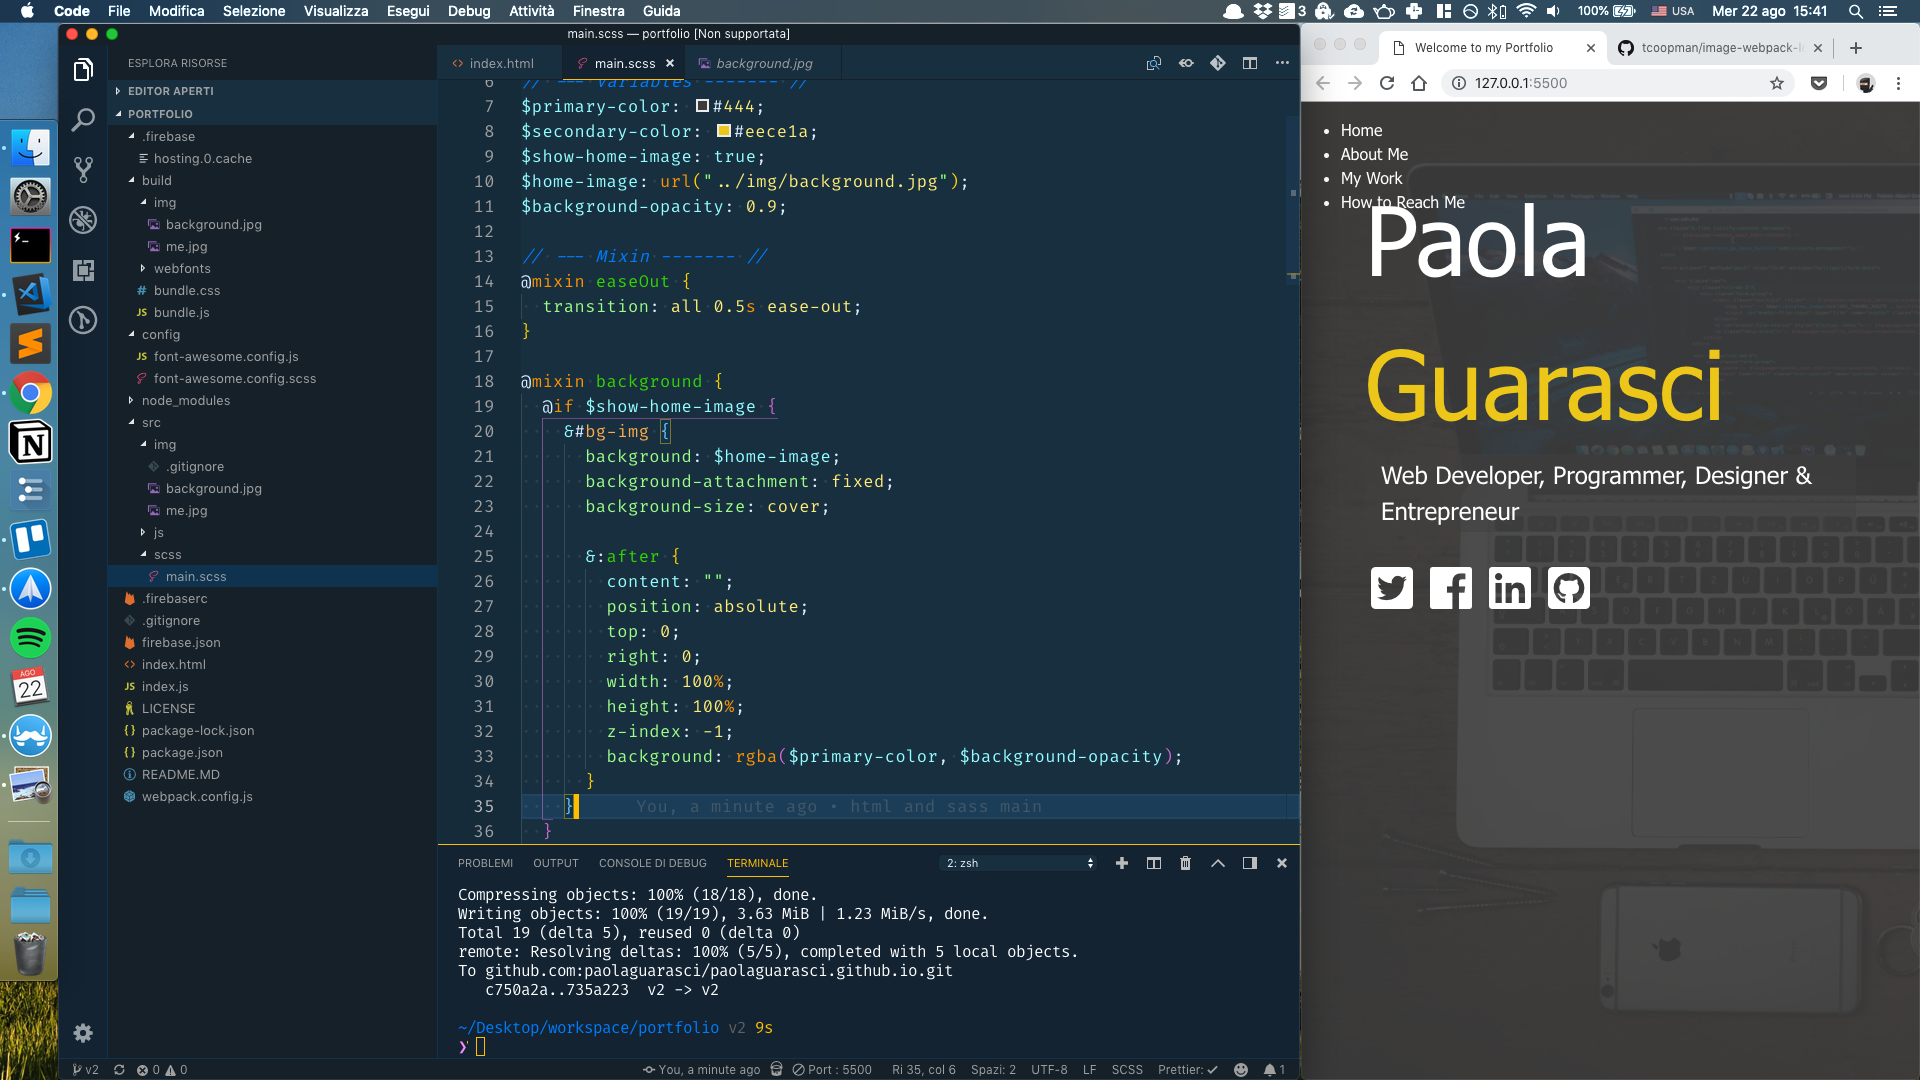 Code File Modifica Selezione Visualizza Esegui Debug Attività Finestra Guida
3 100% USA Mer 22 ago 15:41
main.scss — portfolio [Non supportata]
ESPLORA RISORSE
EDITOR APERTI
PORTFOLIO
.firebase
hosting.0.cache
build
img
background.jpg
me.jpg
webfonts
# bundle.css
JS bundle.js
config
JS font-awesome.config.js
font-awesome.config.scss
node_modules
src
img
.gitignore
background.jpg
me.jpg
js
scss
main.scss
.firebaserc
.gitignore
firebase.json
<> index.html
JS index.js
LICENSE
{} package-lock.json
{} package.json
README.MD
webpack.config.js
AGO
22
<> index.html main.scss × background.jpg
6 // --- Variables ------- //
7 $primary-color: #444;
8 $secondary-color: #eece1a;
9 $show-home-image: true;
10 $home-image: url("../img/background.jpg");
11 $background-opacity: 0.9;
12
13 // --- Mixin ------- //
14 @mixin easeOut {
15 transition: all 0.5s ease-out;
16 }
17
18 @mixin background {
19 @if $show-home-image {
20 &#bg-img {
21 background: $home-image;
22 background-attachment: fixed;
23 background-size: cover;
24
25 &:after {
26 content: "";
27 position: absolute;
28 top: 0;
29 right: 0;
30 width: 100%;
31 height: 100%;
32 z-index: -1;
33 background: rgba($primary-color, $background-opacity);
34 }
35 } You, a minute ago • html and sass main
36 }
PROBLEMI OUTPUT CONSOLE DI DEBUG TERMINALE 2: zsh
Compressing objects: 100% (18/18), done.
Writing objects: 100% (19/19), 3.63 MiB | 1.23 MiB/s, done.
Total 19 (delta 5), reused 0 (delta 0)
remote: Resolving deltas: 100% (5/5), completed with 5 local objects.
To github.com:paolaguarasci/paolaguarasci.github.io.git
c750a2a..735a223 v2 -> v2
~/Desktop/workspace/portfolio v2 9s
❯
v2 0 0 You, a minute ago Port : 5500 Ri 35, col 6 Spazi: 2 UTF-8 LF SCSS Prettier: ✓ 1
Welcome to my Portfolio × tcoopman/image-webpack-l ×
127.0.0.1:5500
• Home
• About Me
• My Work
• How to Reach Me
Paola
Guarasci
Web Developer, Programmer, Designer &
Entrepreneur